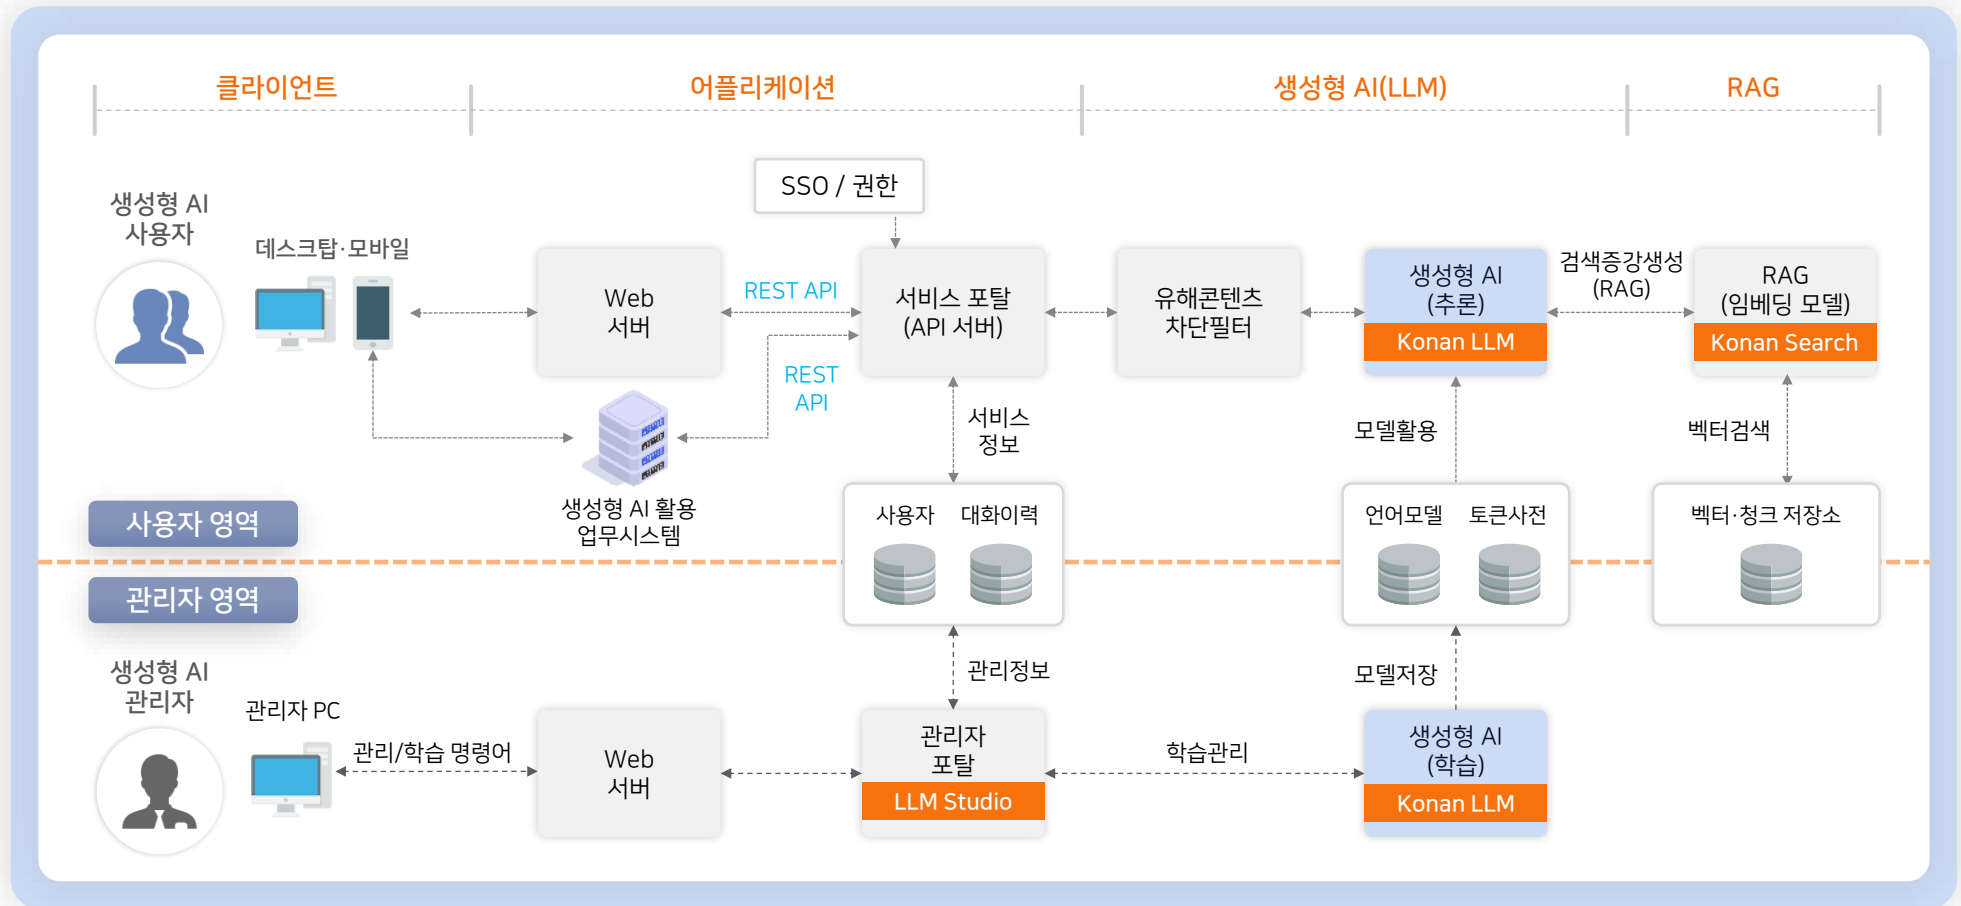 클라이언트
어플리케이션
생성형 AI(LLM)
RAG
SSO / 권한
생성형 AI
사용자
데스크탑·모바일
Web
서버
REST API
서비스 포탈
(API 서버)
유해콘텐츠
차단필터
생성형 AI
(추론)
Konan LLM
검색증강생성
(RAG)
RAG
(임베딩 모델)
Konan Search
REST
API
서비스
정보
모델활용
벡터검색
생성형 AI 활용
업무시스템
사용자 대화이력
언어모델 토큰사전
벡터·청크 저장소
사용자 영역
관리자 영역
생성형 AI
관리자
관리자 PC
관리/학습 명령어
Web
서버
관리정보
관리자
포탈
LLM Studio
학습관리
모델저장
생성형 AI
(학습)
Konan LLM